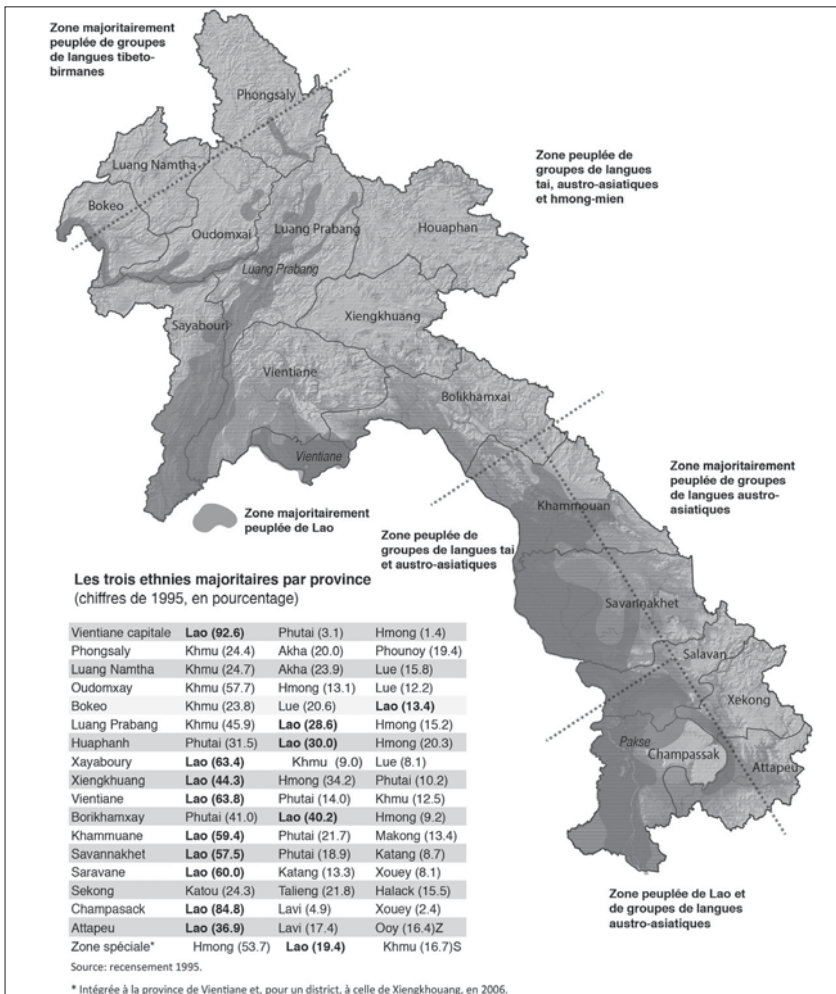 Zone majoritairement
peuplée de groupes
de langues tibeto-
birmanes
Phongsaly
Luang Namtha
Bokeo
Oudomxai
Luang Prabang
Houaphan
Luang Prabang
Zone peuplée de
groupes de langues
tai, austro-asiatiques
et hmong-mien
Sayabouri
Xiengkhuang
Vientiane
Bolikhamxai
Vientiane
Zone majoritairement
peuplée de Lao
Zone peuplée de
groupes de langues tai
et austro-asiatiques
Khammouan
Zone majoritairement
peuplée de groupes
de langues austro-
asiatiques
Savannakhet
Salavan
Xekong
Pakse
Champassak
Attapeu
Zone peuplée de Lao et
de groupes de langues
austro-asiatiques
Les trois ethnies majoritaires par province
(chiffres de 1995, en pourcentage)
Vientiane capitale Lao (92.6) Phutai (3.1) Hmong (1.4)
Phongsaly Khmu (24.4) Akha (20.0) Phounoy (19.4)
Luang Namtha Khmu (24.7) Akha (23.9) Lue (15.8)
Oudomxay Khmu (57.7) Hmong (13.1) Lue (12.2)
Bokeo Khmu (23.8) Lue (20.6) Lao (13.4)
Luang Prabang Khmu (45.9) Lao (28.6) Hmong (15.2)
Huaphanh Phutai (31.5) Lao (30.0) Hmong (20.3)
Xayaboury Lao (63.4) Khmu (9.0) Lue (8.1)
Xiengkhuang Lao (44.3) Hmong (34.2) Phutai (10.2)
Vientiane Lao (63.8) Phutai (14.0) Khmu (12.5)
Borikhamxay Phutai (41.0) Lao (40.2) Hmong (9.2)
Khammuane Lao (59.4) Phutai (21.7) Makong (13.4)
Savannakhet Lao (57.5) Phutai (18.9) Katang (8.7)
Saravane Lao (60.0) Katang (13.3) Xouey (8.1)
Sekong Katou (24.3) Talieng (21.8) Halack (15.5)
Champasack Lao (84.8) Lavi (4.9) Xouey (2.4)
Attapeu Lao (36.9) Lavi (17.4) Ooy (16.4)Z
Zone spéciale* Hmong (53.7) Lao (19.4) Khmu (16.7)S
Source: recensement 1995.
* Intégrée à la province de Vientiane et, pour un district, à celle de Xiengkhouang, en 2006.